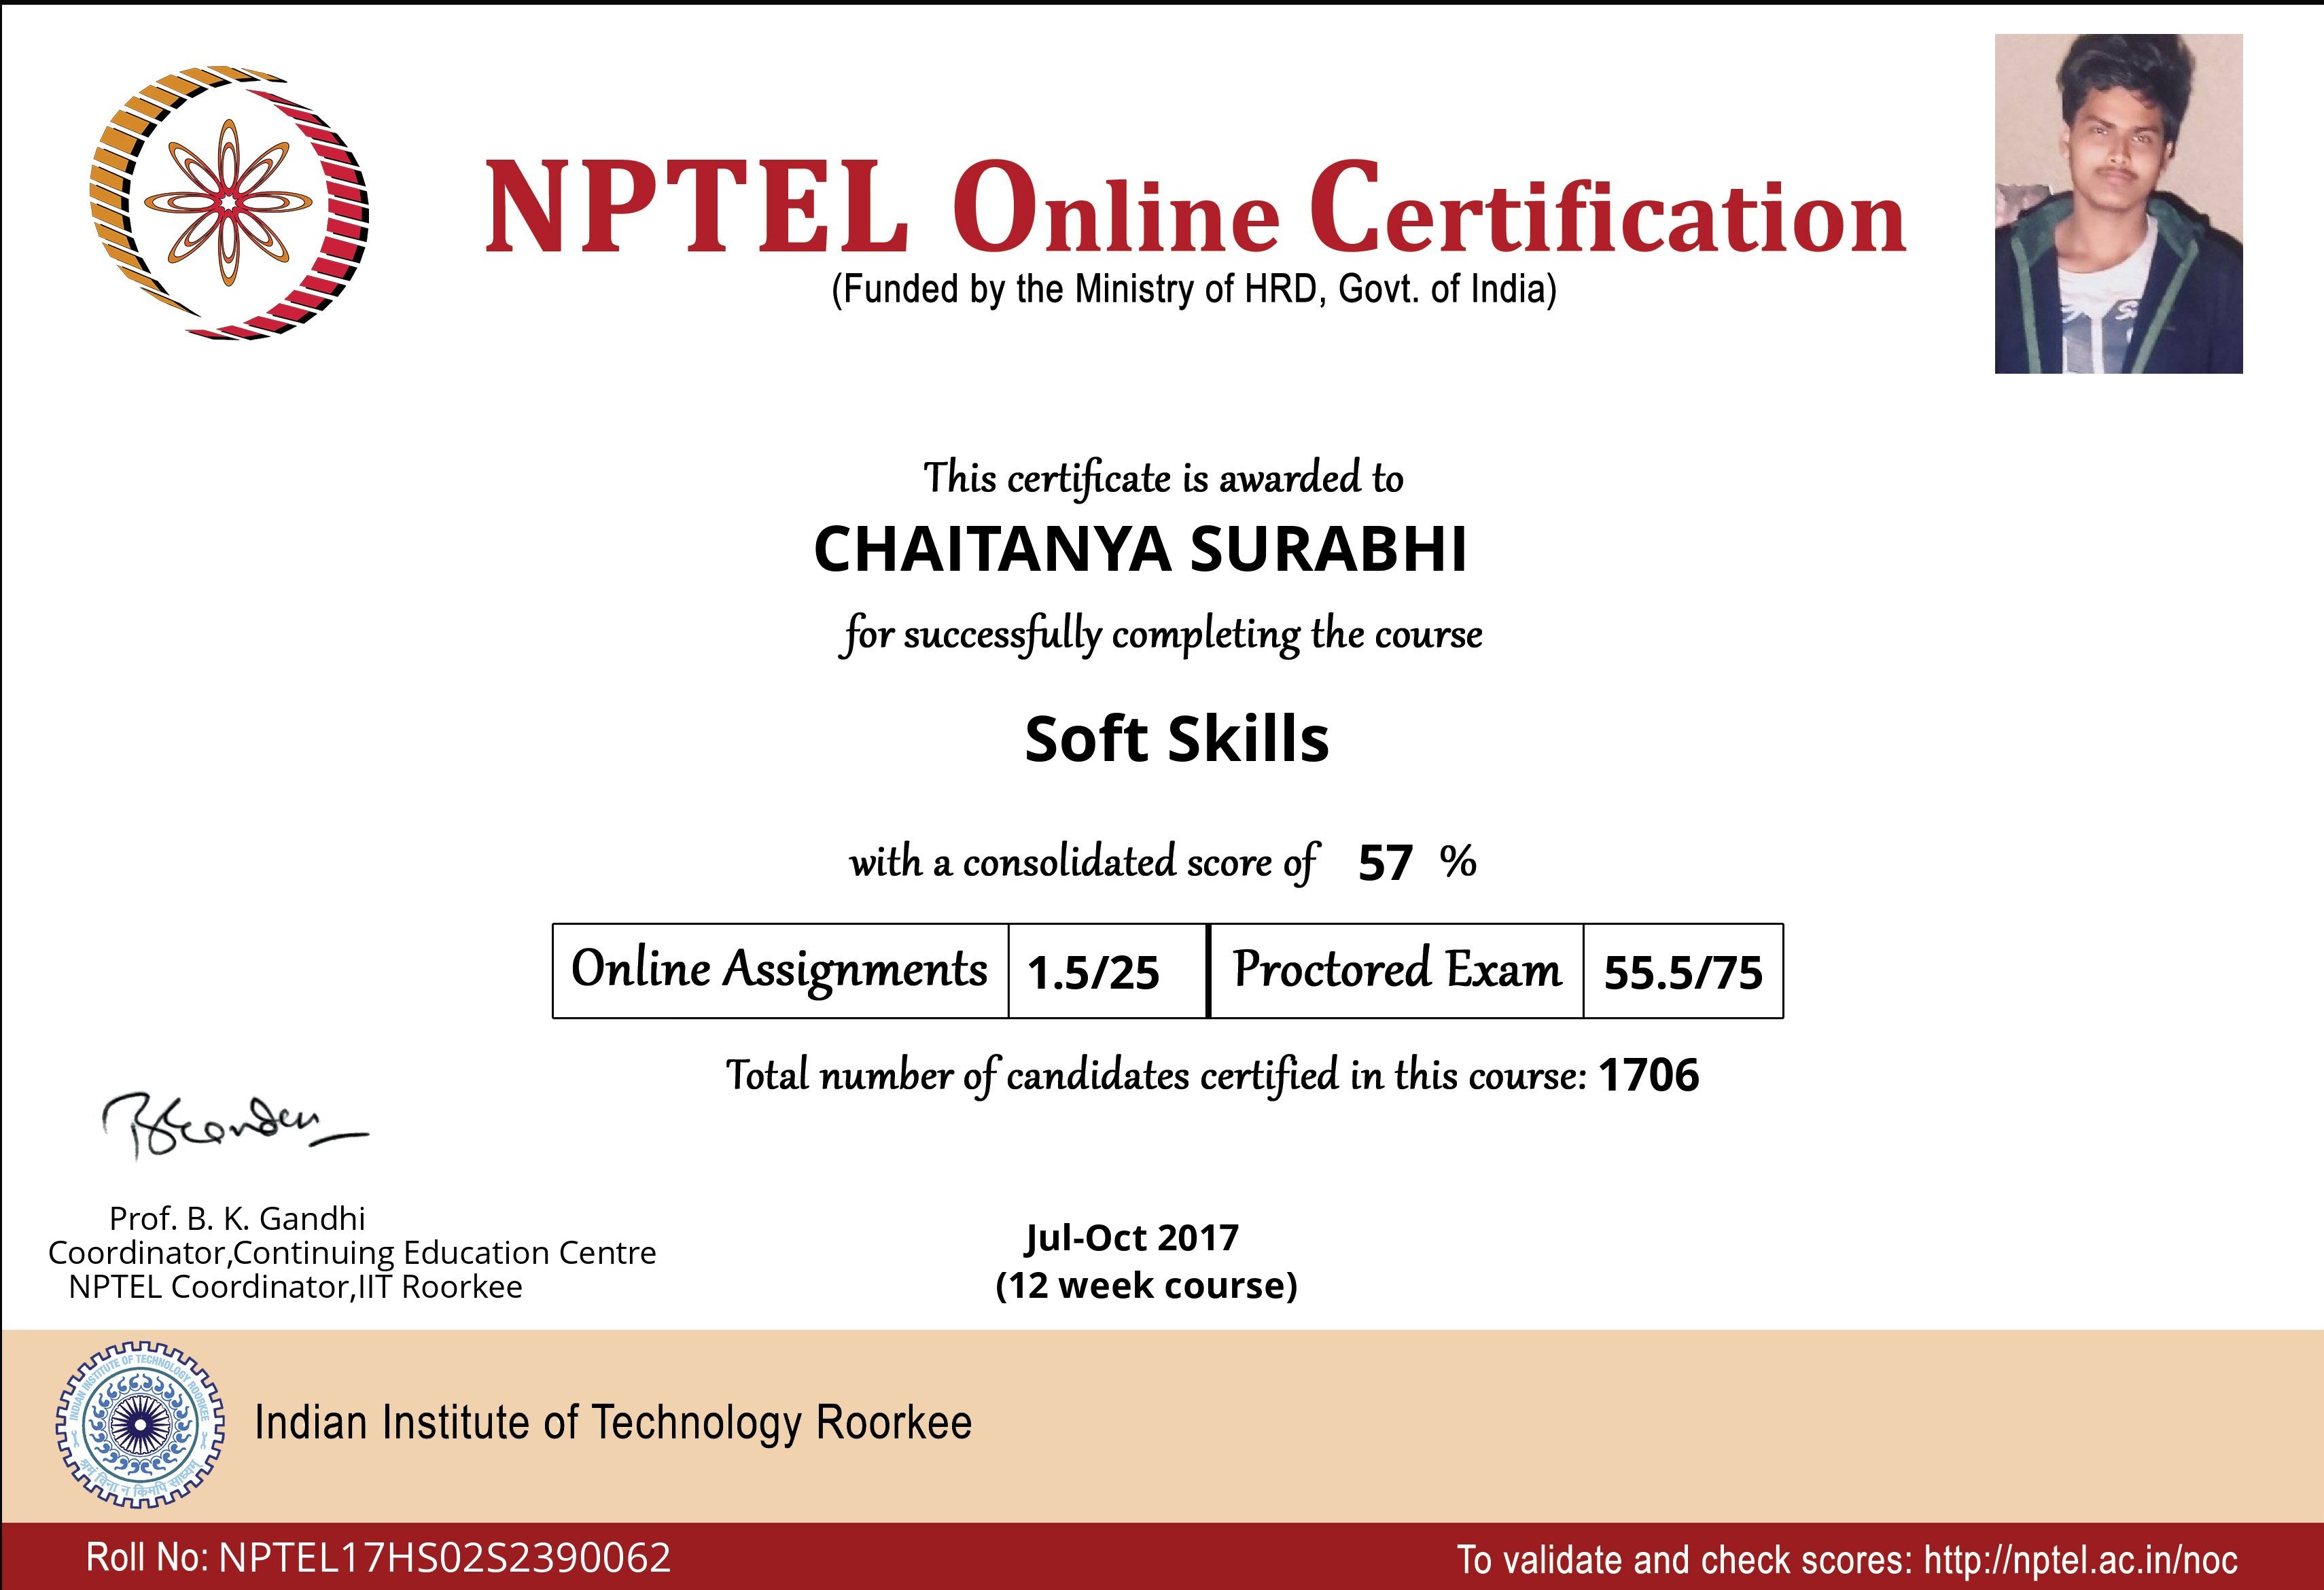 NPTEL Online Certification
(Funded by the Ministry of HRD, Govt. of India)
This certificate is awarded to
CHAITANYA SURABHI
for successfully completing the course
Soft Skills
with a consolidated score of 57 %
Online Assignments 1.5/25 Proctored Exam 55.5/75
Total number of candidates certified in this course: 1706
Prof. B. K. Gandhi
Coordinator,Continuing Education Centre
NPTEL Coordinator,IIT Roorkee
Jul-Oct 2017
(12 week course)
INDIAN INSTITUTE OF TECHNOLOGY ROORKEE
श्रमं विना न किमपि साध्यम्
Indian Institute of Technology Roorkee
Roll No: NPTEL17HS02S2390062
To validate and check scores: http://nptel.ac.in/noc